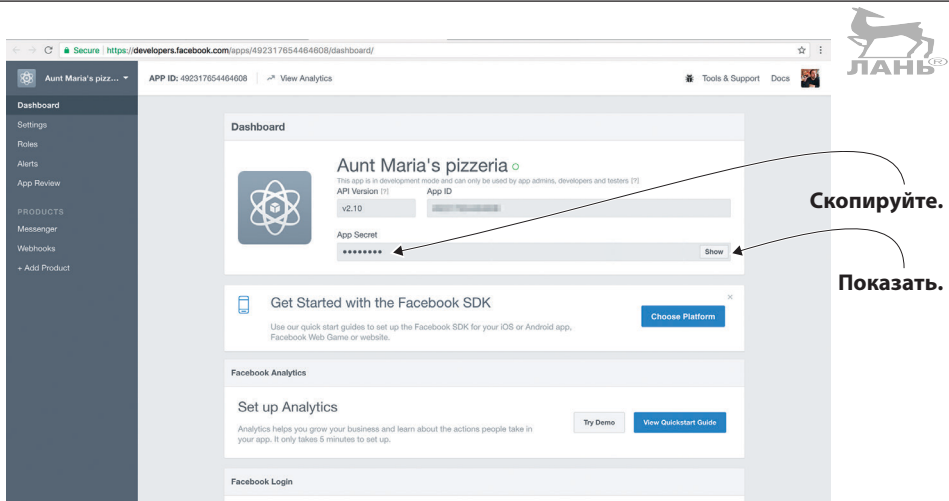 ЛАНЬ®
Secure https://developers.facebook.com/apps/492317654464608/dashboard/
Aunt Maria's pizz...
APP ID: 492317654464608
View Analytics
Tools & Support
Docs
Dashboard
Settings
Roles
Alerts
App Review
PRODUCTS
Messenger
Webhooks
+ Add Product
Dashboard
Aunt Maria's pizzeria
This app is in development mode and can only be used by app admins, developers and testers [?]
API Version [?]
App ID
v2.10
App Secret
••••••••
Show
Скопируйте.
Показать.
Get Started with the Facebook SDK
Use our quick start guides to set up the Facebook SDK for your iOS or Android app,
Facebook Web Game or website.
Choose Platform
×
Facebook Analytics
Set up Analytics
Analytics helps you grow your business and learn about the actions people take in
your app. It only takes 5 minutes to set up.
Try Demo
View Quickstart Guide
Facebook Login